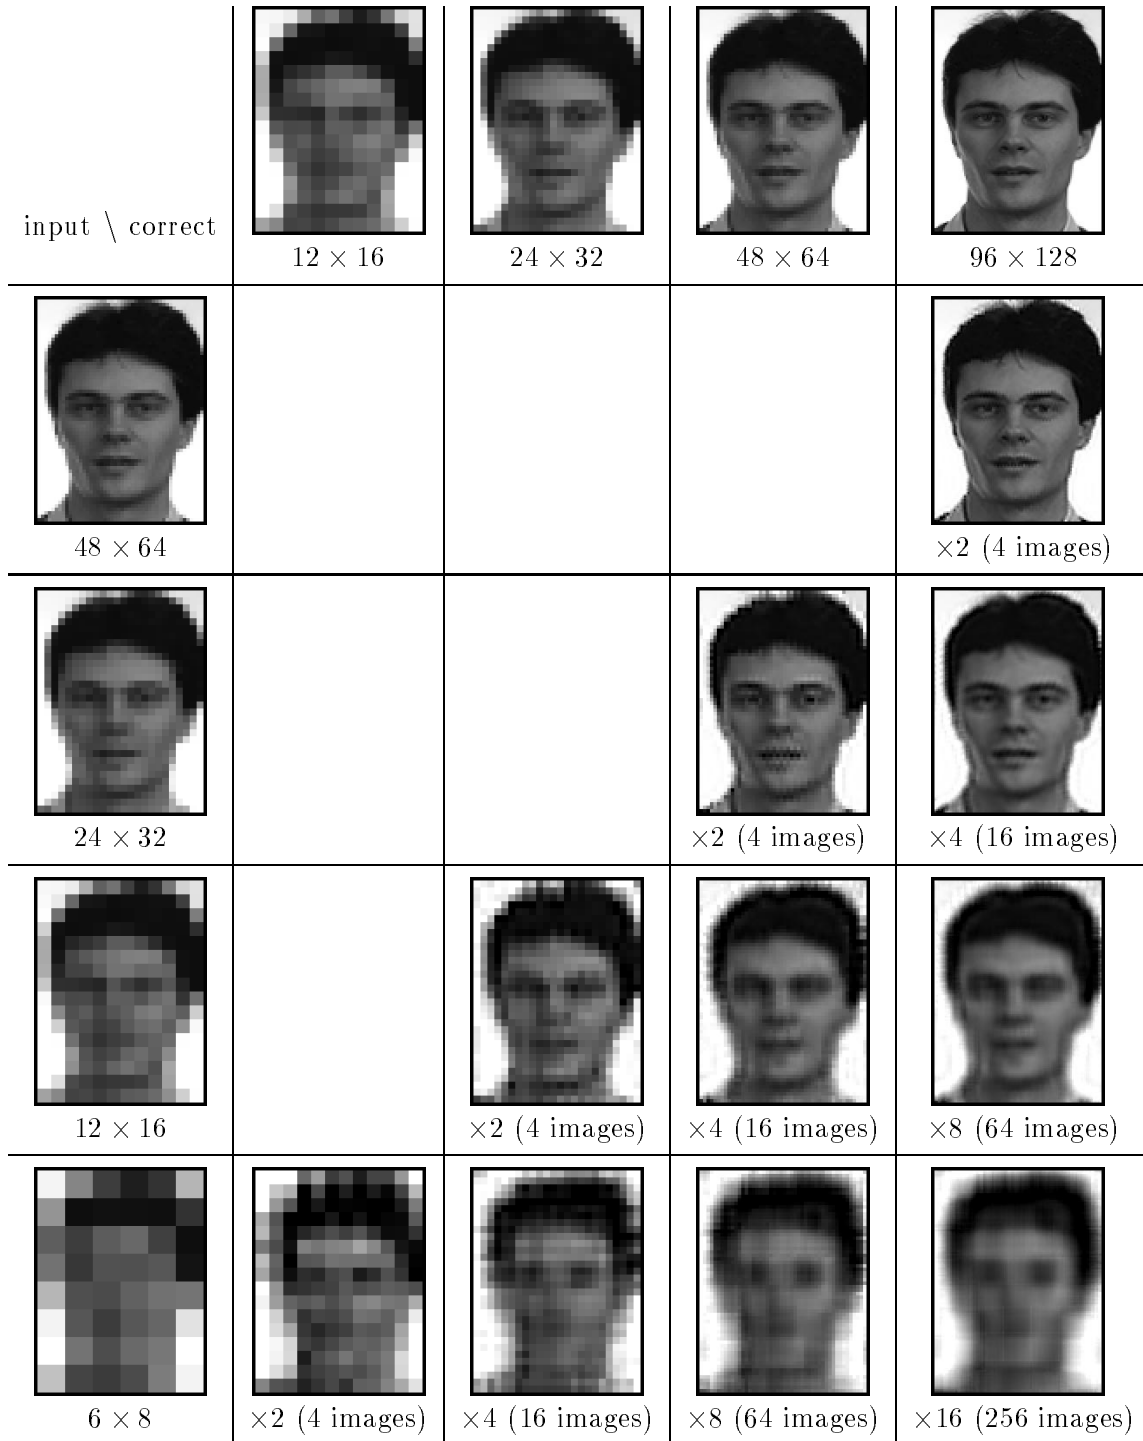 input \ correct
12 × 16
24 × 32
48 × 64
96 × 128
48 × 64
×2 (4 images)
24 × 32
×2 (4 images)
×4 (16 images)
12 × 16
×2 (4 images)
×4 (16 images)
×8 (64 images)
6 × 8
×2 (4 images)
×4 (16 images)
×8 (64 images)
×16 (256 images)